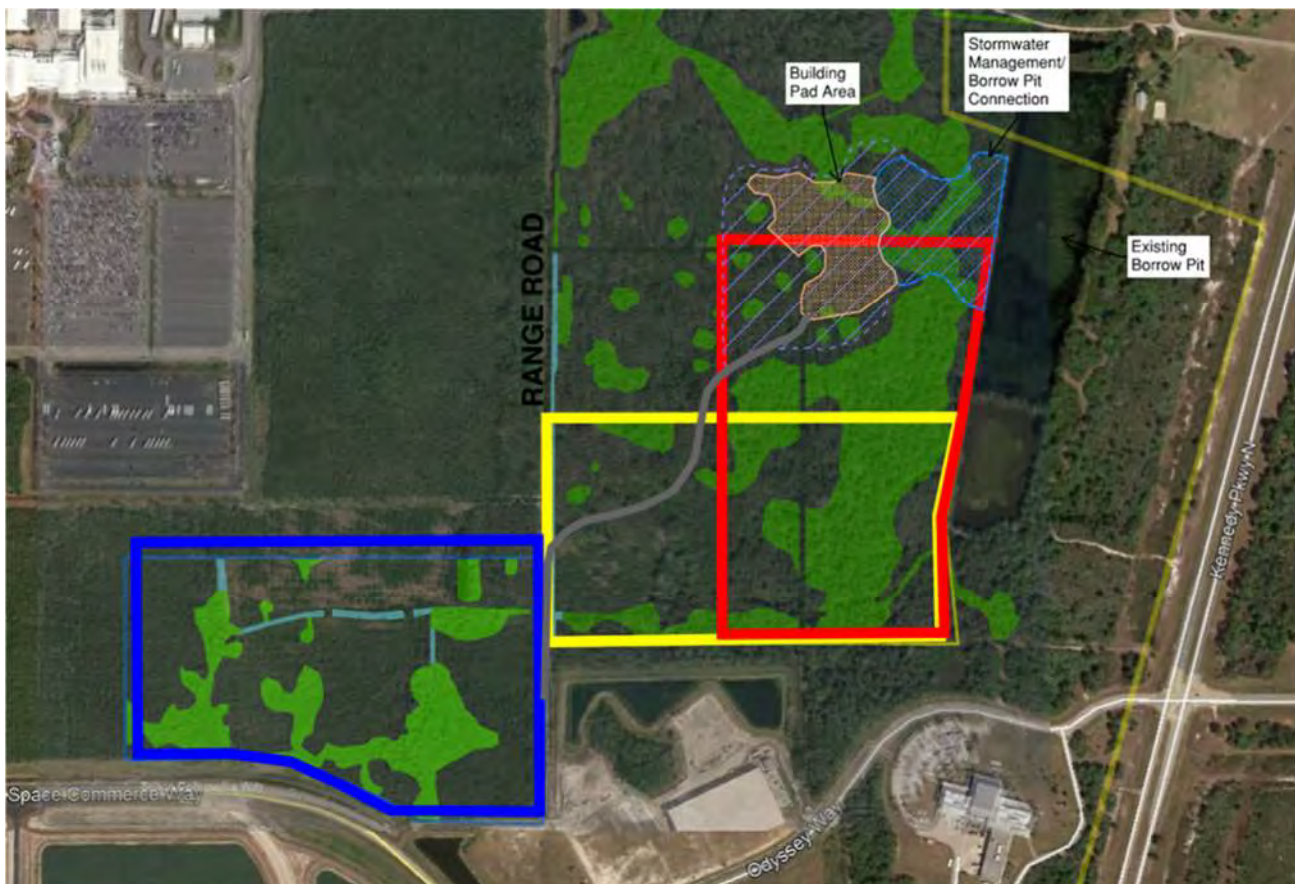 Building
Pad Area
Stormwater
Management/
Borrow Pit
Connection
RANGE ROAD
Existing
Borrow Pit
Kennedy Pkwy N
Space Commerce Way
Odyssey Way